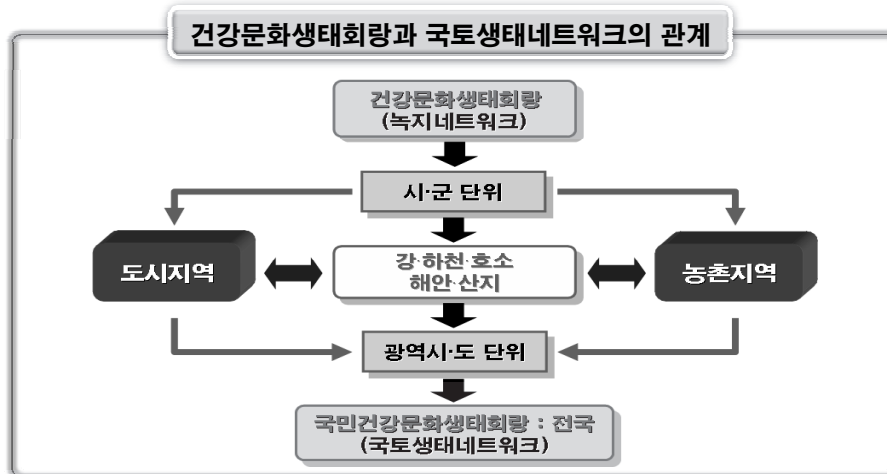 건강문화생태회랑과 국토생태네트워크의 관계
건강문화생태회랑
(녹지네트워크)
시·군 단위
도시지역
강·하천·호소
해안·산지
농촌지역
광역시·도 단위
국민건강문화생태회랑 : 전국
(국토생태네트워크)